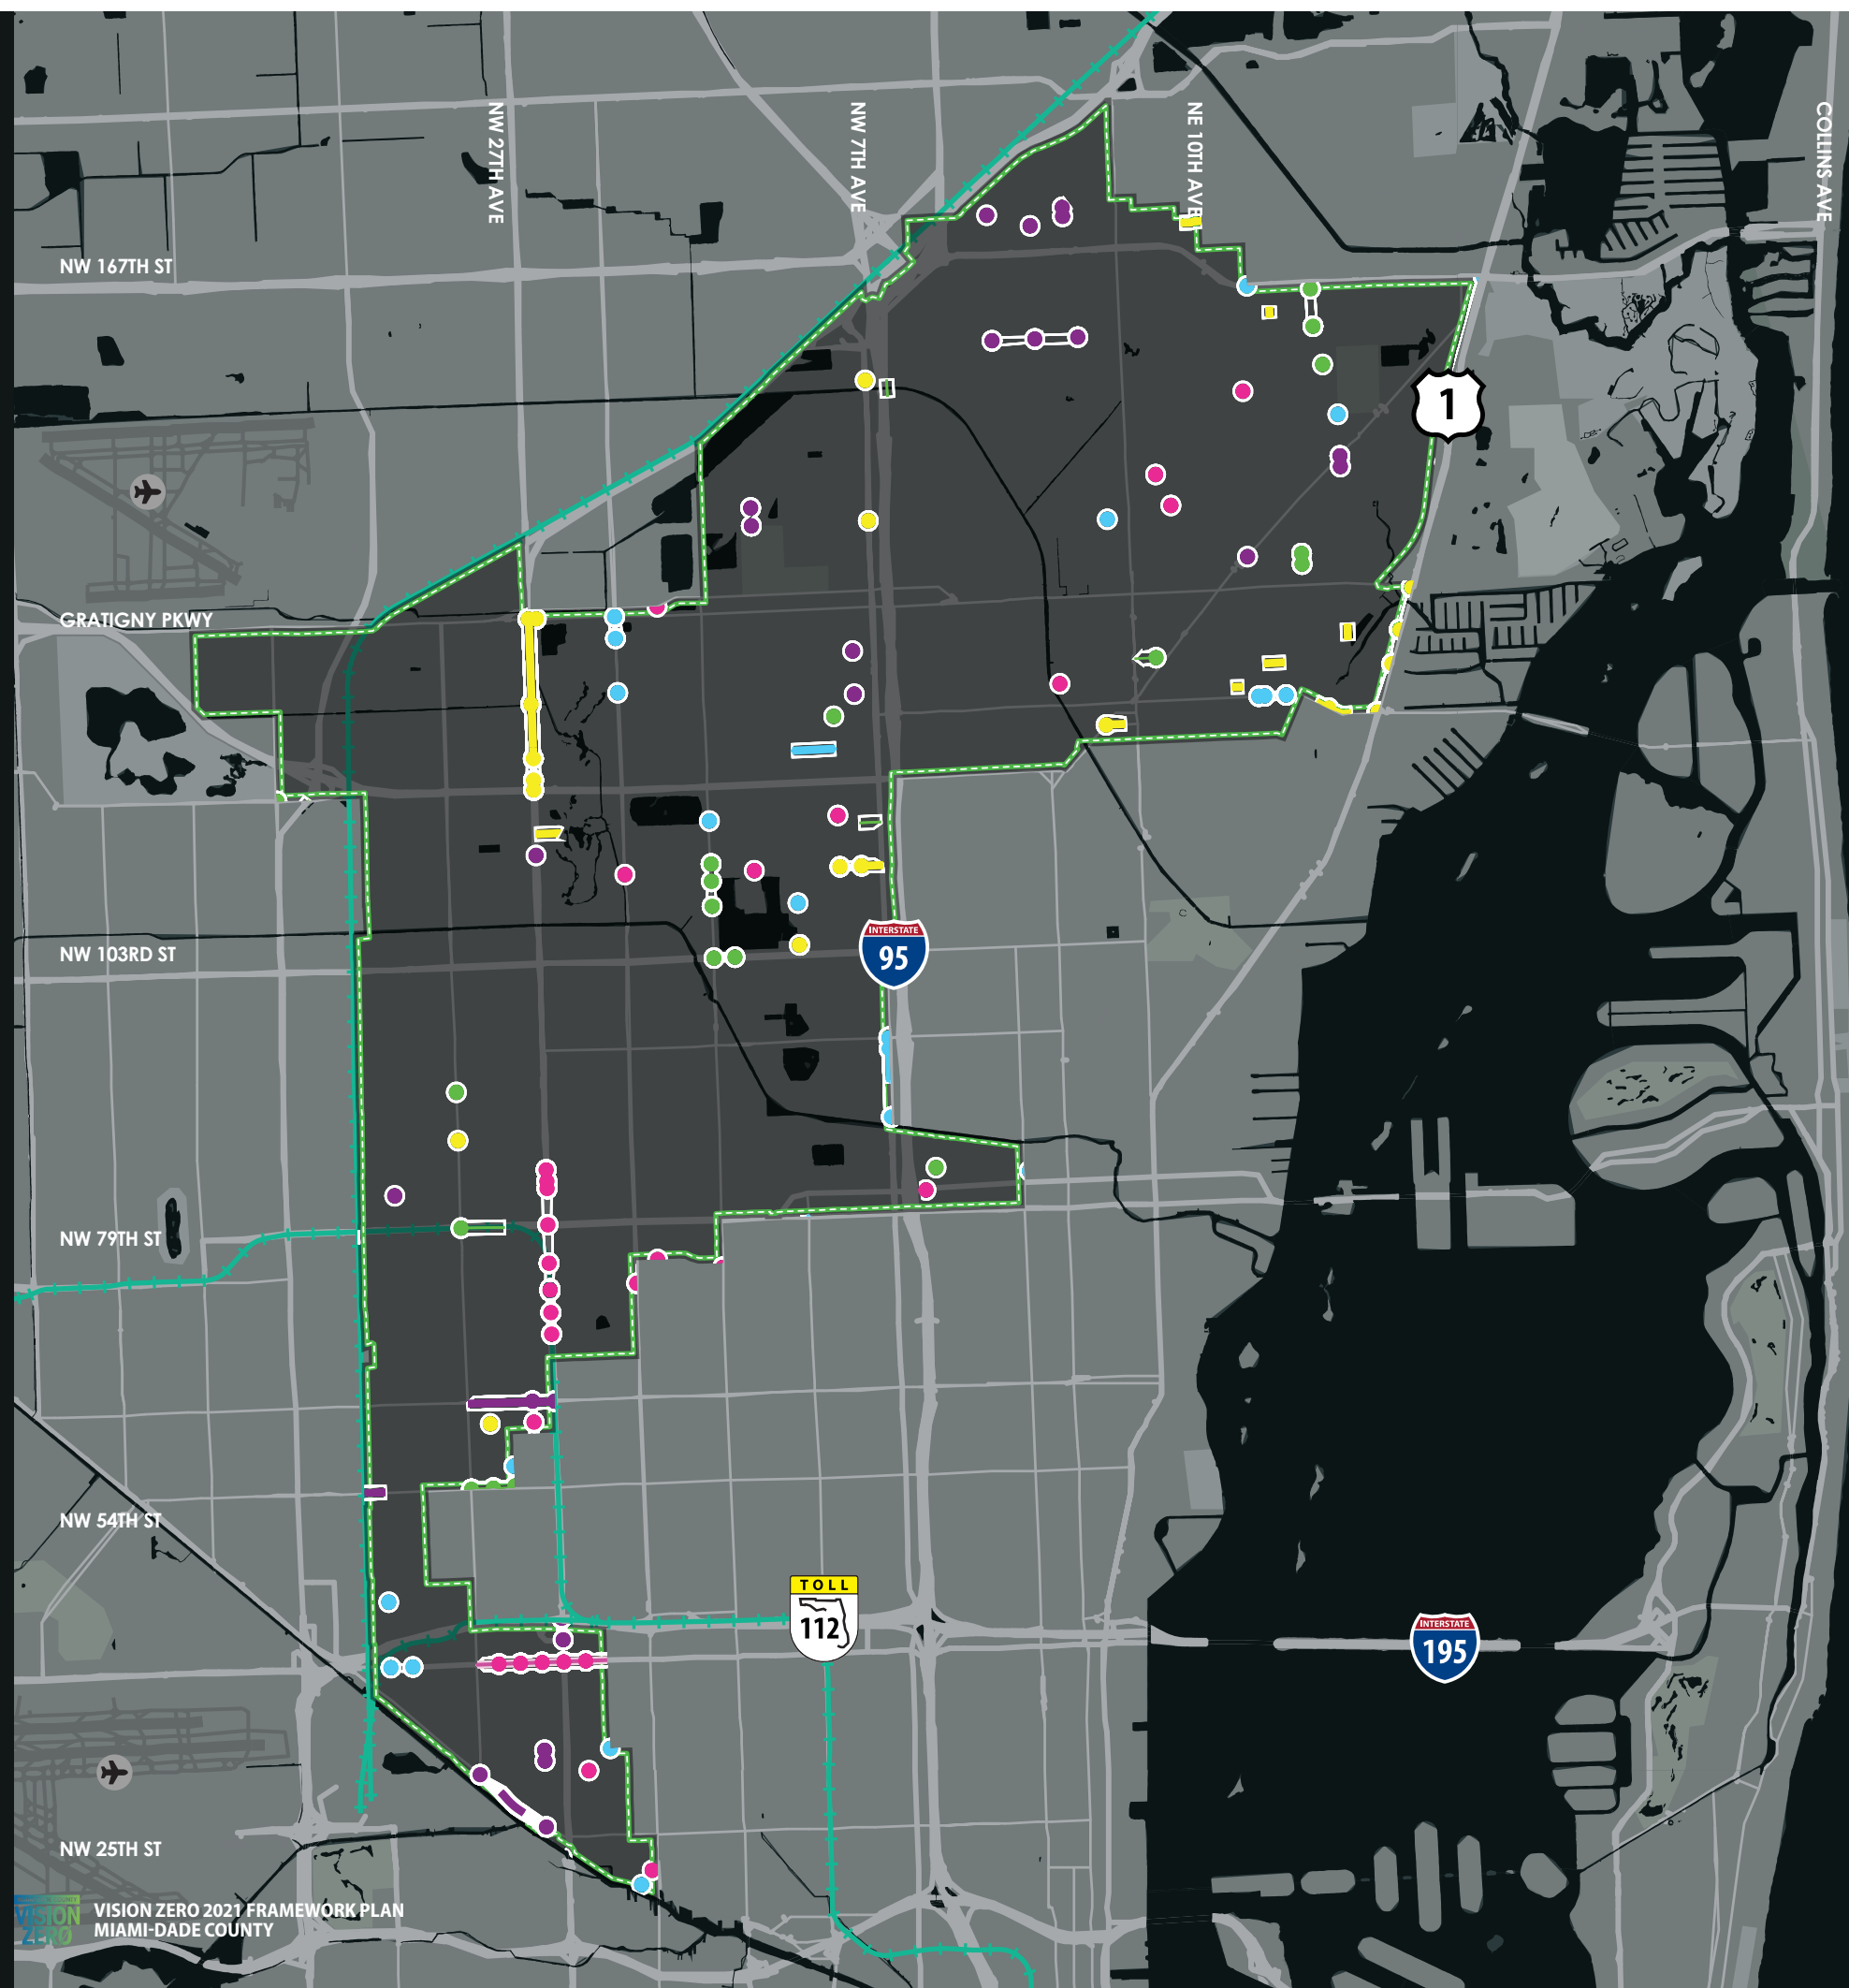 NW 27TH AVE
NW 7TH AVE
NE 10TH AVE
COLLINS AVE
NW 167TH ST
1
GRATIGNY PKWY
INTERSTATE
95
NW 103RD ST
NW 79TH ST
NW 54TH ST
TOLL
112
INTERSTATE
195
NW 25TH ST
VISION
ZERO
VISION ZERO 2021 FRAMEWORK PLAN
MIAMI-DADE COUNTY